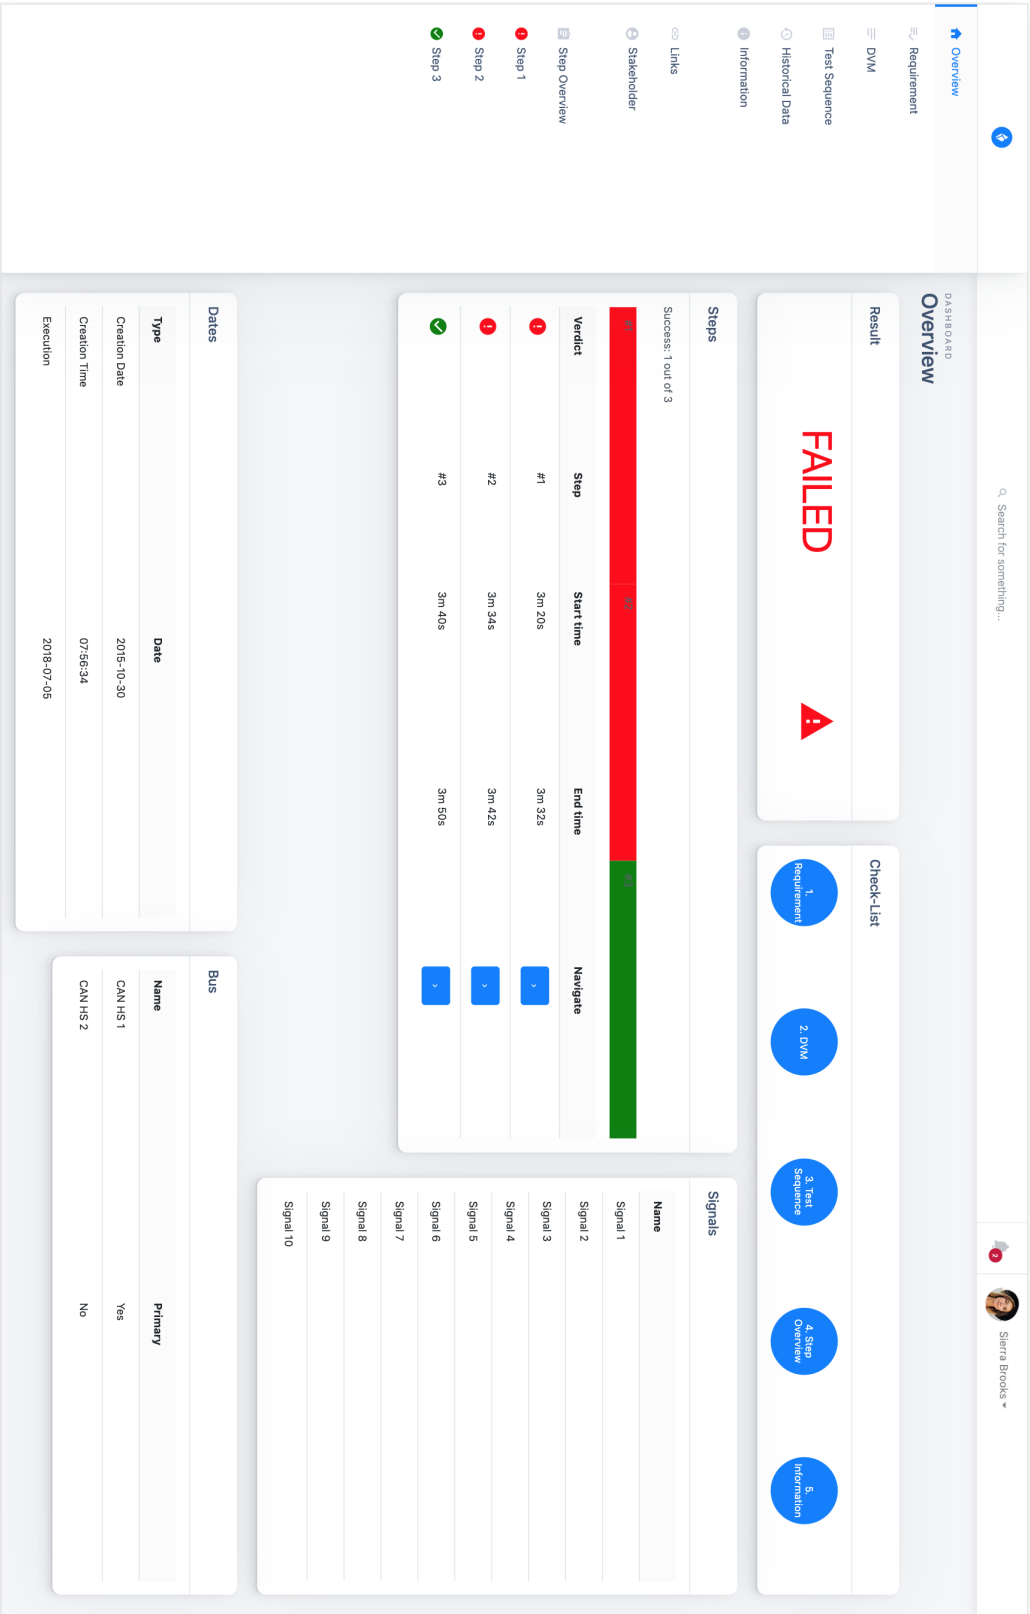 Search for something...
2
Sierra Brooks
Overview
Requirement
DVM
Test Sequence
Historical Data
Information
Links
Stakeholder
Step Overview
Step 1
Step 2
Step 3
DASHBOARD
Overview
Result
FAILED
Check-List
1.
Requirement
2. DVM
3. Test
Sequence
4. Step
Overview
5.
Information
Steps
Success: 1 out of 3
#1 #2 #3
Verdict Step Start time End time Navigate
#1 3m 20s 3m 32s
#2 3m 34s 3m 42s
#3 3m 40s 3m 50s
Signals
Name
Signal 1
Signal 2
Signal 3
Signal 4
Signal 5
Signal 6
Signal 7
Signal 8
Signal 9
Signal 10
Dates
Type Date
Creation Date 2015-10-30
Creation Time 07:56:34
Execution 2018-07-05
Bus
Name Primary
CAN HS 1 Yes
CAN HS 2 No